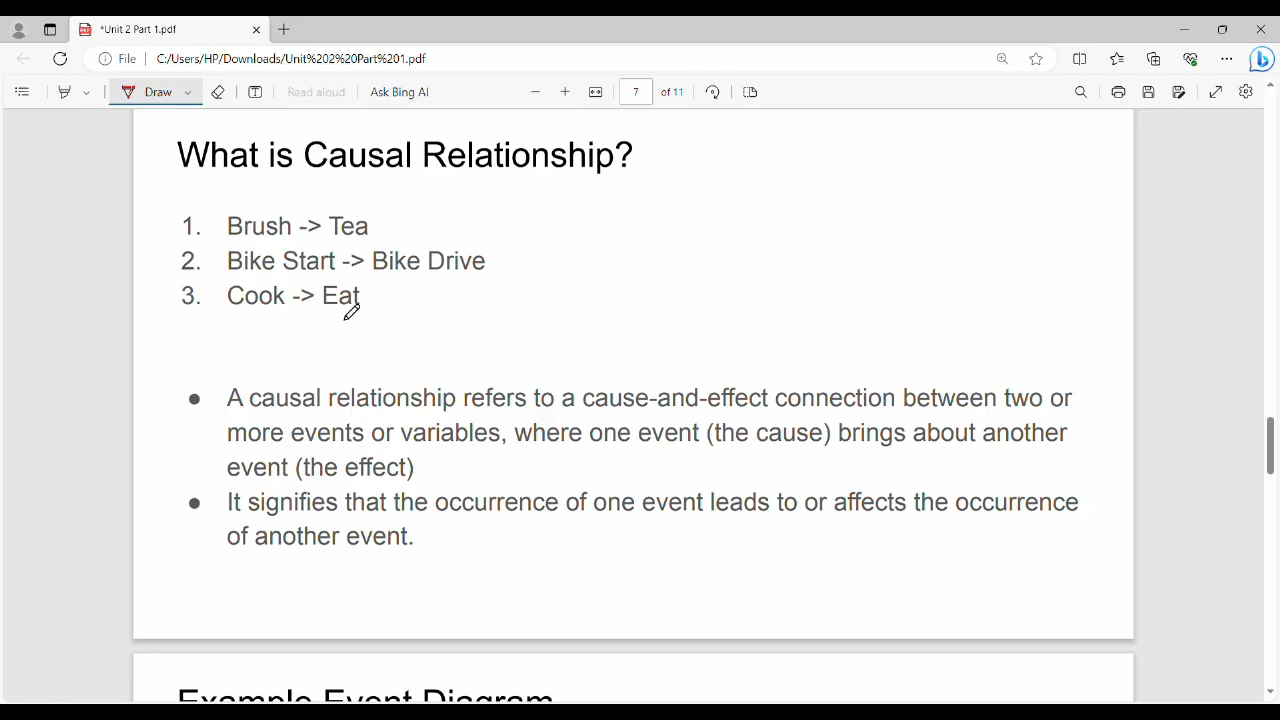 *Unit 2 Part 1.pdf
File C:/Users/HP/Downloads/Unit%202%20Part%201.pdf
Draw Read aloud Ask Bing AI 7 of 11
What is Causal Relationship?
1. Brush -> Tea
2. Bike Start -> Bike Drive
3. Cook -> Eat
● A causal relationship refers to a cause-and-effect connection between two or
more events or variables, where one event (the cause) brings about another
event (the effect)
● It signifies that the occurrence of one event leads to or affects the occurrence
of another event.
Example Event Diagram